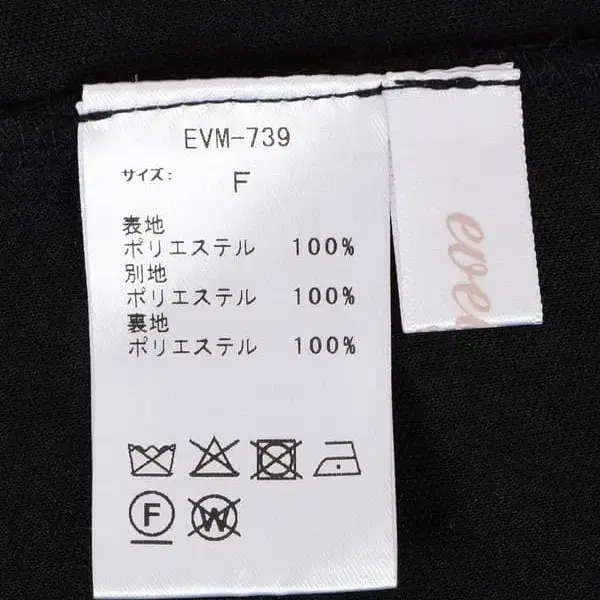 EVM-739
サイズ: F
表地
ポリエステル 100%
別地
ポリエステル 100%
裏地
ポリエステル 100%
F
W